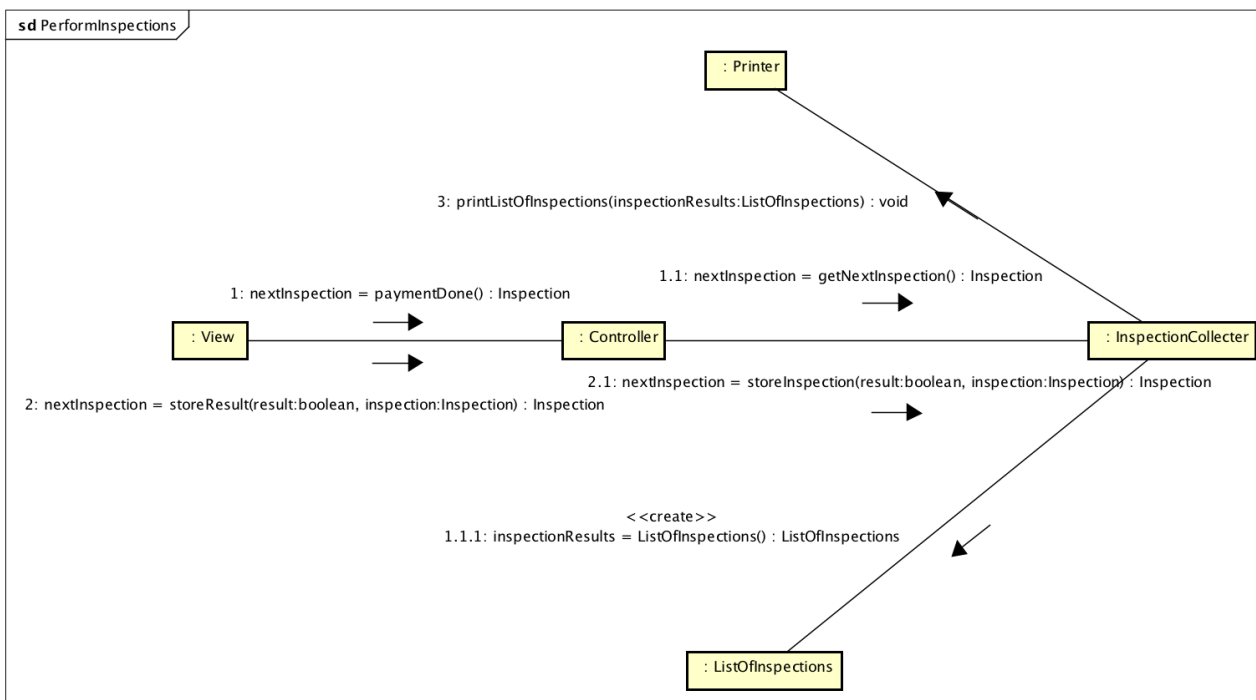 sd PerformInspections
: Printer
3: printListOfInspections(inspectionResults:ListOfInspections) : void
1.1: nextInspection = getNextInspection() : Inspection
1: nextInspection = paymentDone() : Inspection
: View
: Controller
: InspectionCollecter
2.1: nextInspection = storeInspection(result:boolean, inspection:Inspection) : Inspection
2: nextInspection = storeResult(result:boolean, inspection:Inspection) : Inspection
<<create>>
1.1.1: inspectionResults = ListOfInspections() : ListOfInspections
: ListOfInspections